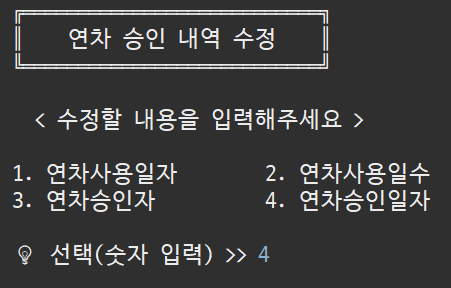 연차 승인 내역 수정
< 수정할 내용을 입력해주세요 >
1. 연차사용일자 2. 연차사용일수
3. 연차승인자 4. 연차승인일자
💡 선택(숫자 입력) >> 4